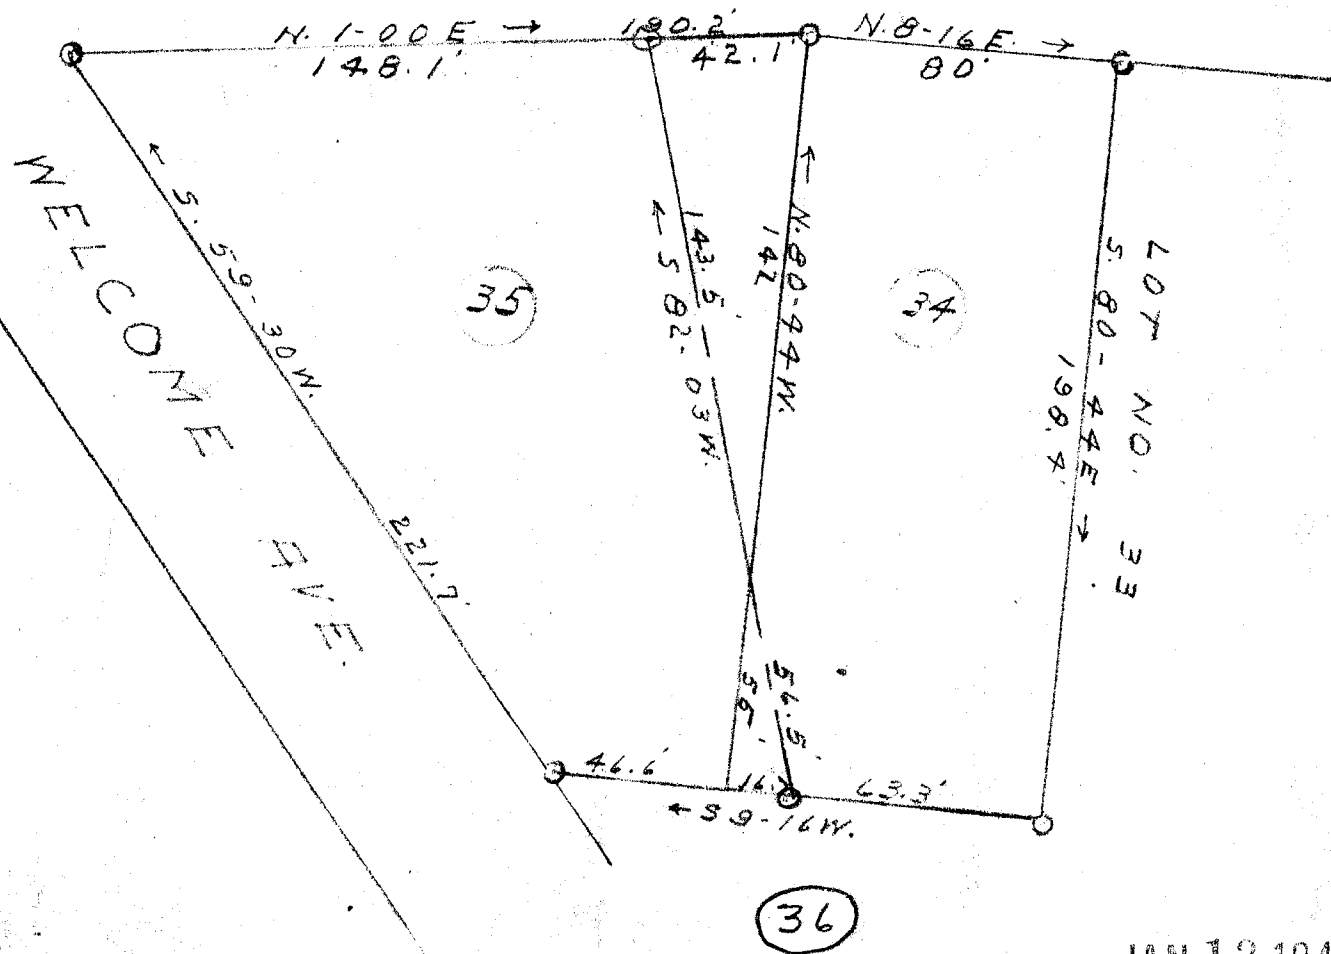 N. 1-00 E →
190.2'
N. 8-16 E. →
148.1'
42.1'
80'
← S. 59-30 W.
221.7'
WELCOME AVE.
35
143.5'
← S 82-03 W.
← N. 80-44 W.
142
34
LOT NO. 33
S. 80-44 E →
198.4'
56.5'
56'
46.6'
16.7
63.3'
← S 9-16 W.
36